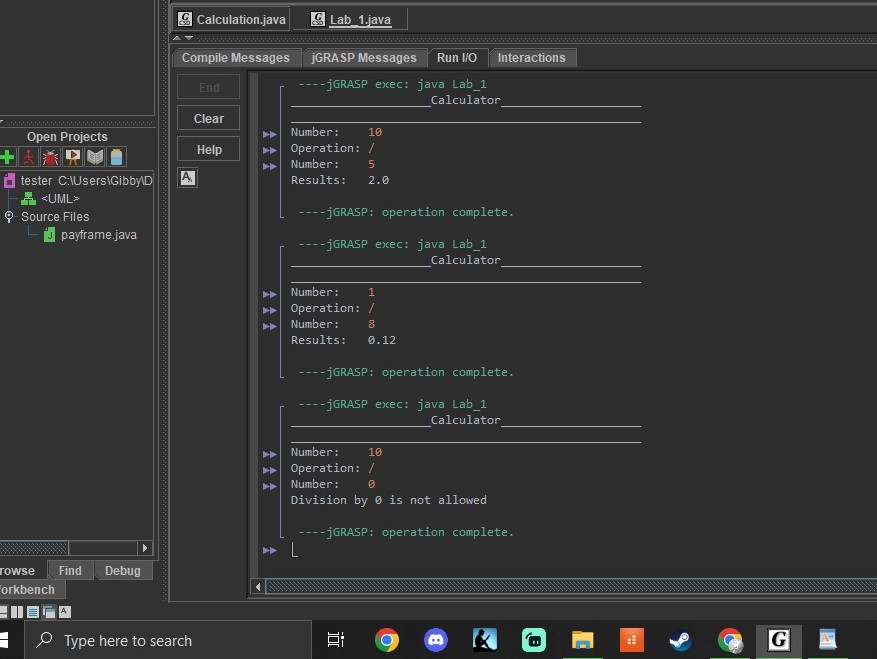 Calculation.java Lab_1.java
Compile Messages jGRASP Messages Run I/O Interactions
End
Clear
Help
----jGRASP exec: java Lab_1
____________________Calculator____________________
Number: 10
Operation: /
Number: 5
Results: 2.0
----jGRASP: operation complete.
----jGRASP exec: java Lab_1
____________________Calculator____________________
Number: 1
Operation: /
Number: 8
Results: 0.12
----jGRASP: operation complete.
----jGRASP exec: java Lab_1
____________________Calculator____________________
Number: 10
Operation: /
Number: 0
Division by 0 is not allowed
----jGRASP: operation complete.
Open Projects
tester C:\Users\Gibby\D
<UML>
Source Files
payframe.java
rowse Find Debug
orkbench
Type here to search